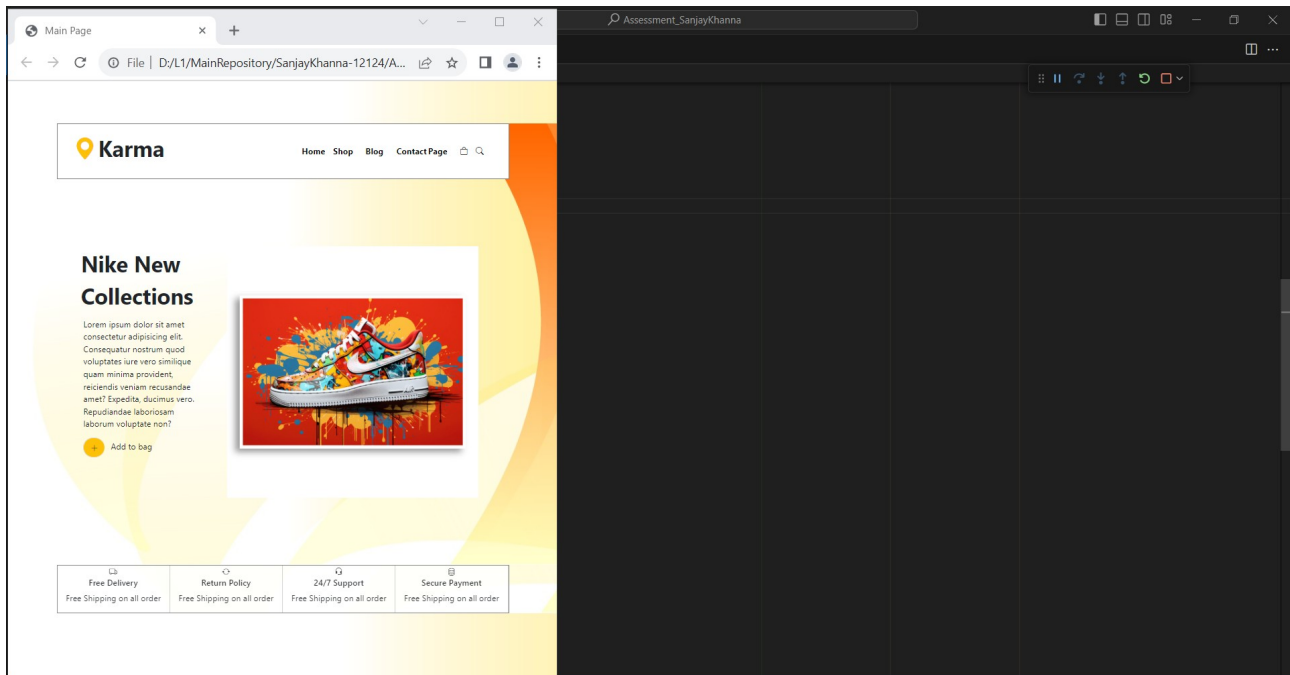 Main Page
Assessment_SanjayKhanna
File | D:/L1/MainRepository/SanjayKhanna-12124/A...
Karma
Home Shop Blog Contact Page
Nike New
Collections
Lorem ipsum dolor sit amet
consectetur adipisicing elit.
Consequatur nostrum quod
voluptates iure vero similique
quam minima provident,
reiciendis veniam recusandae
amet? Expedita, ducimus vero.
Repudiandae laboriosam
laborum voluptate non?
+ Add to bag
Free Delivery
Free Shipping on all order
Return Policy
Free Shipping on all order
24/7 Support
Free Shipping on all order
Secure Payment
Free Shipping on all order